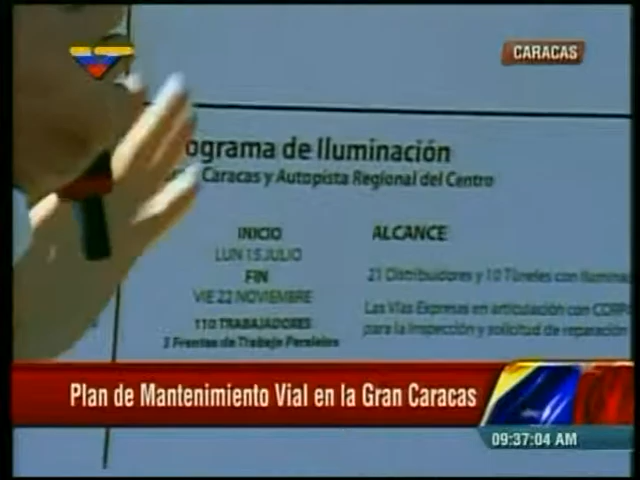 CARACAS
ograma de Iluminación
Caracas y Autopista Regional del Centro
INICIO
LUN 15 JULIO
FIN
VIE 22 NOVIEMBRE
110 TRABAJADORES
3 Frentes de Trabajo Paralelos
ALCANCE
21 Distribuidores y 10 Túneles con Ilumina
Las Vías Expresas en articulación con CORP
para la inspección y solicitud de reparación
Plan de Mantenimiento Vial en la Gran Caracas
09:37:04 AM